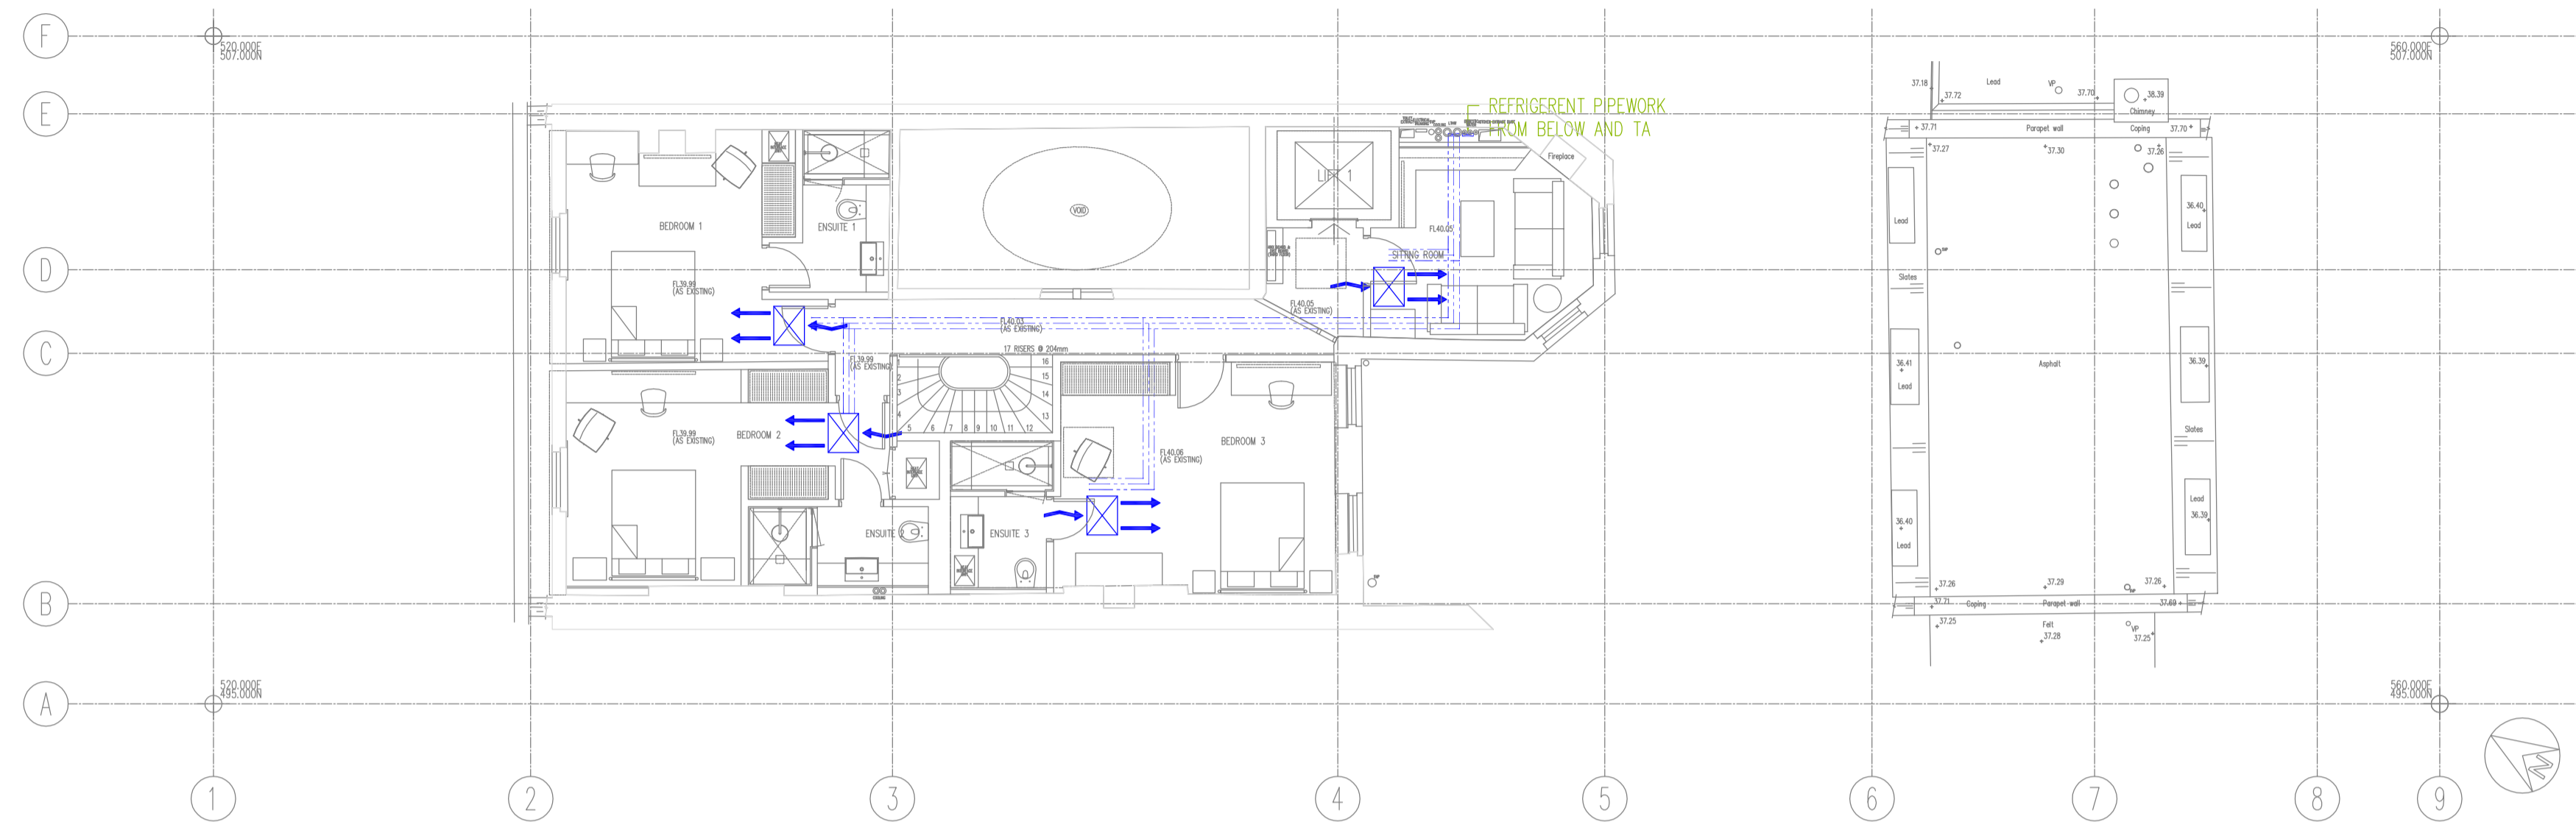 F
520.000E
507.000N
560.000E
507.000N
E
REFRIGERENT PIPEWORK
FROM BELOW AND TA
37.18
37.72
Lead
VP
37.70
38.39
Chimney
37.71
Parapet wall
Coping
37.70
37.27
37.30
37.26
Fireplace
LIFT 1
VOID
BEDROOM 1
ENSUITE 1
FL40.05
SITTING ROOM
Lead
36.40
Lead
SVP
D
Slates
FL39.99
(AS EXISTING)
FL40.05
(AS EXISTING)
FL40.03
(AS EXISTING)
C
17 RISERS @ 204mm
FL39.99
(AS EXISTING)
1
2
3
4
5
6
7
8
9
10
11
12
13
14
15
16
36.41
Lead
Asphalt
36.39
Slates
FL39.99
(AS EXISTING)
BEDROOM 2
BEDROOM 3
FL40.06
(AS EXISTING)
ENSUITE 2
ENSUITE 3
36.40
Lead
Lead
36.39
SVP
B
37.26
37.29
37.26
SVP
37.71
Coping
Parapet wall
37.69
37.25
Felt
37.28
VP
37.25
A
520.000E
495.000N
560.000E
495.000N
N
1
2
3
4
5
6
7
8
9